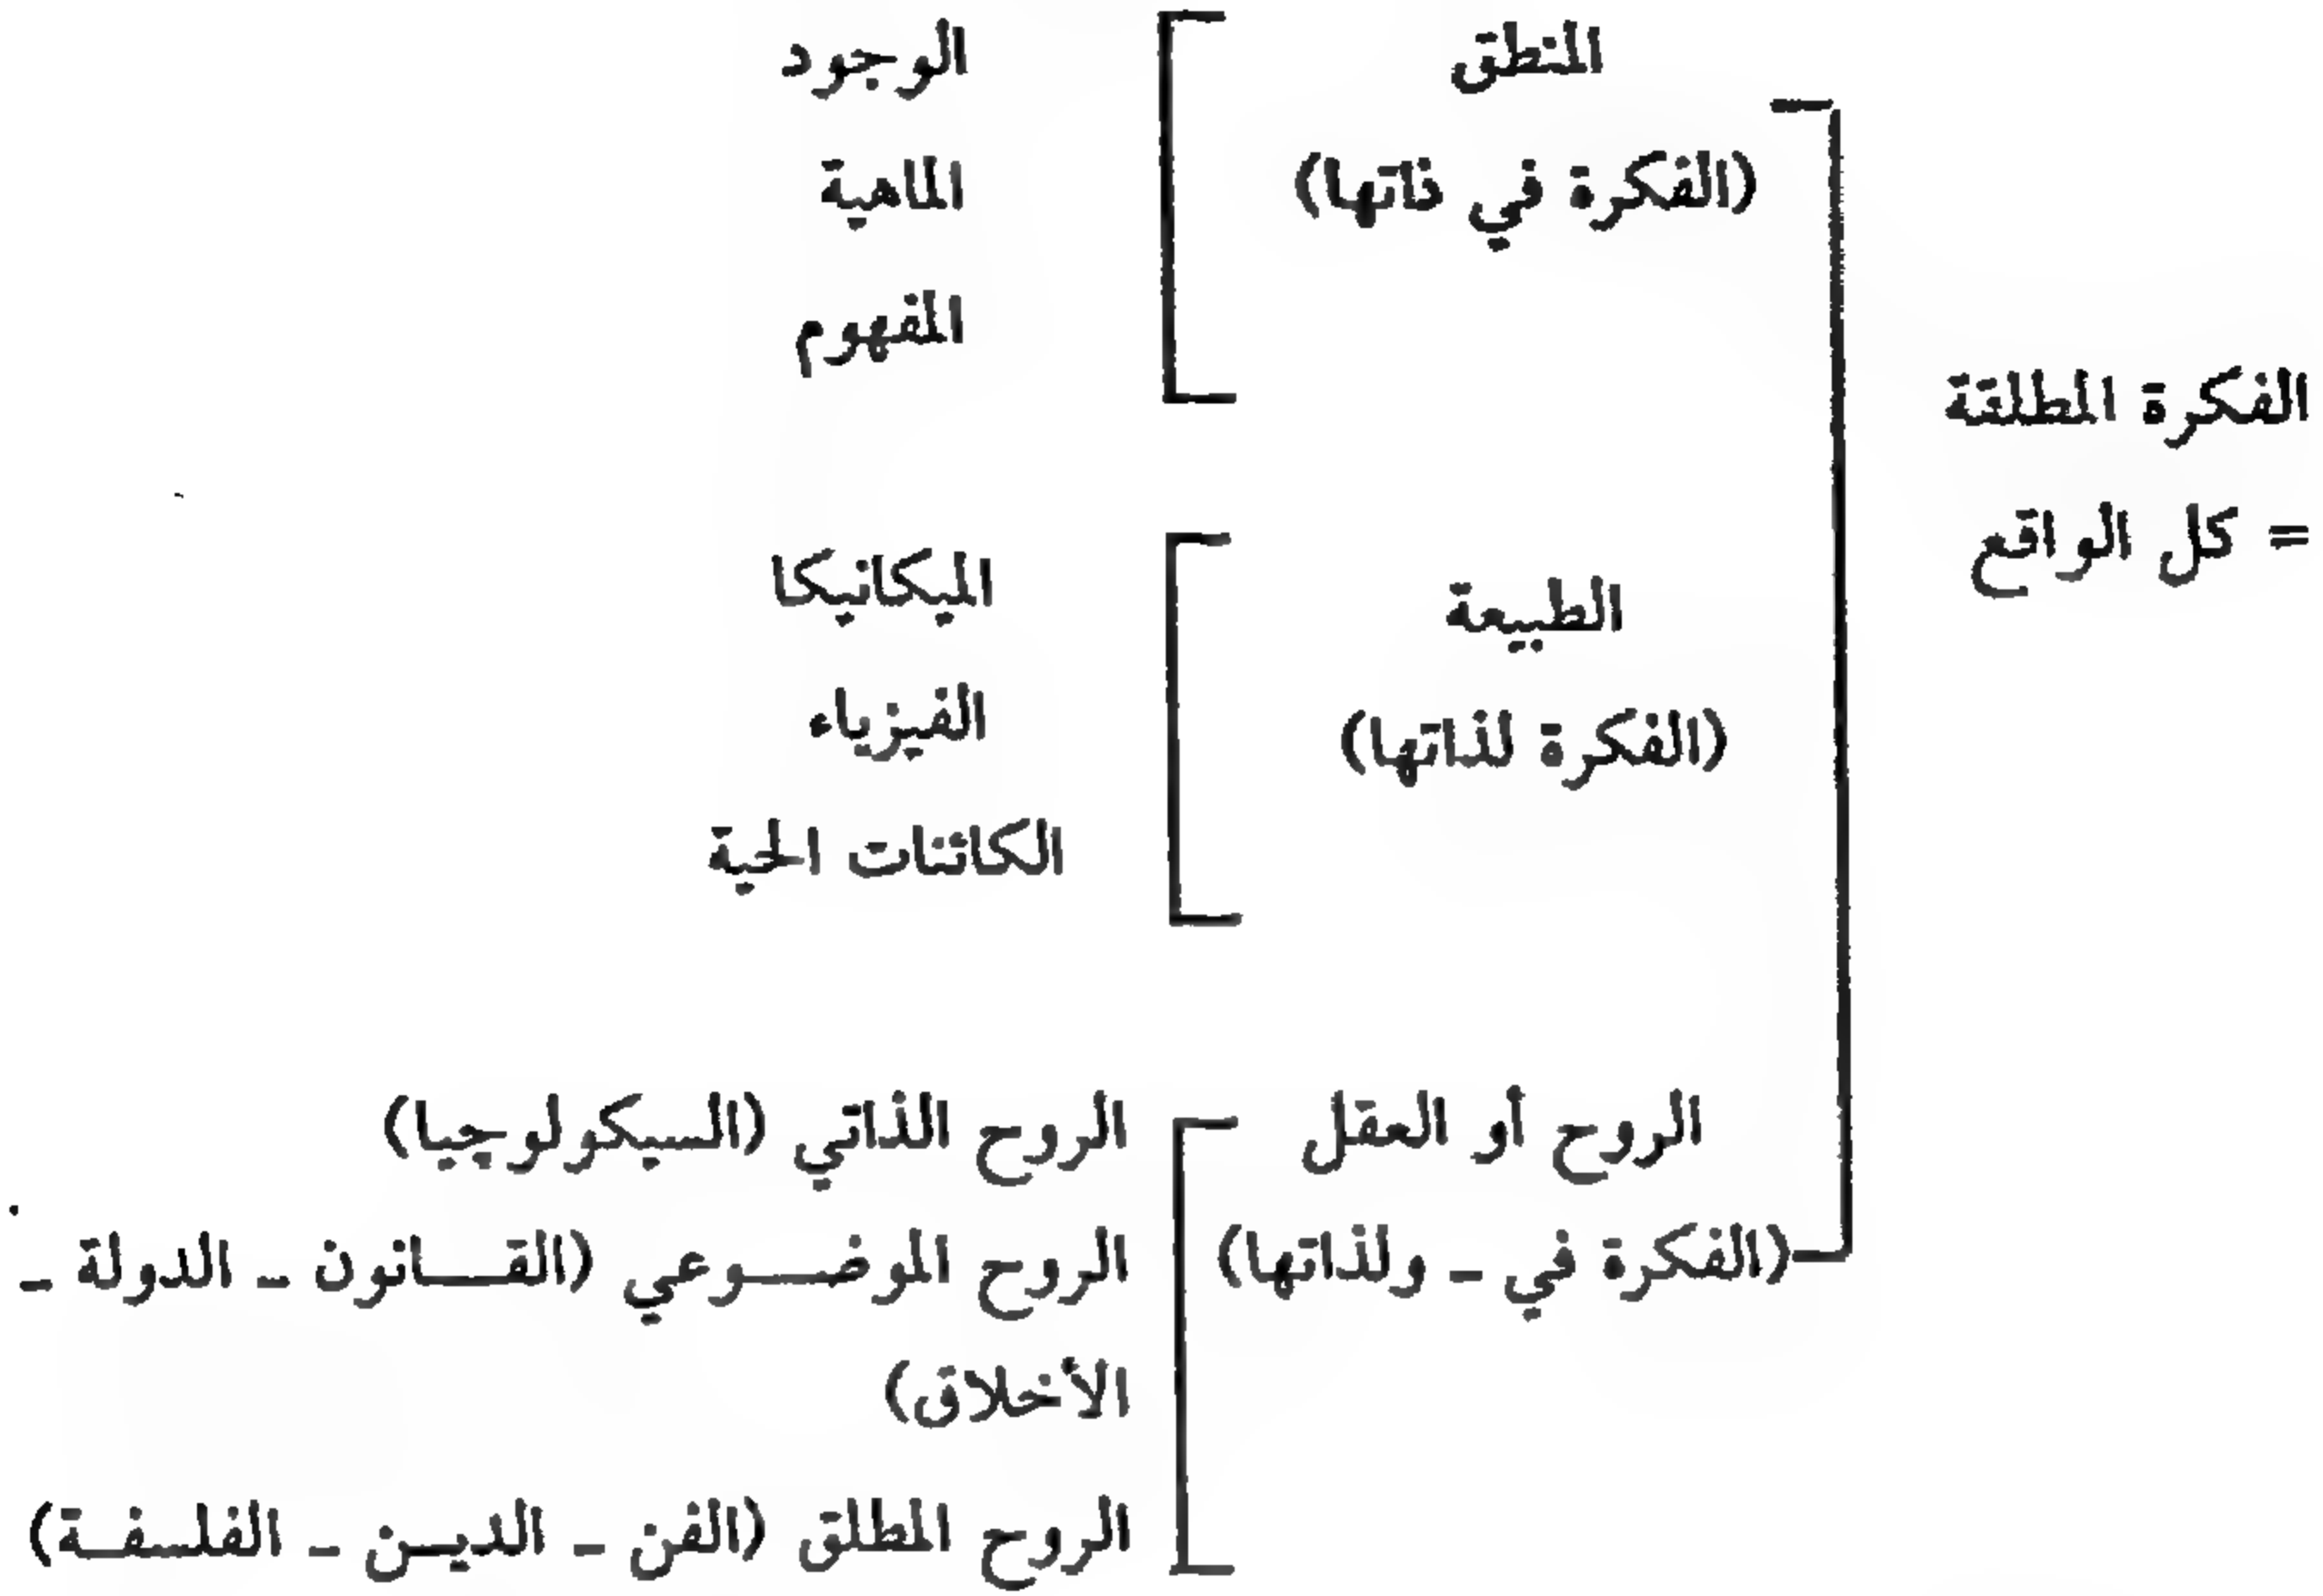 الفكرة المطلقة
= كل الواقع
المنطق
(الفكرة في ذاتها)
الوجود
الماهية
المفهوم
الطبيعة
(الفكرة لذاتها)
الميكانيكا
الفيزياء
الكائنات الحية
الروح أو العقل
(الفكرة في ـ ولذاتها)
الروح الذاتي (السيكولوجيا)
الروح الموضوعي (القانون ـ الدولة ـ
الأخلاق)
الروح المطلق (الفن ـ الدين ـ الفلسفة)